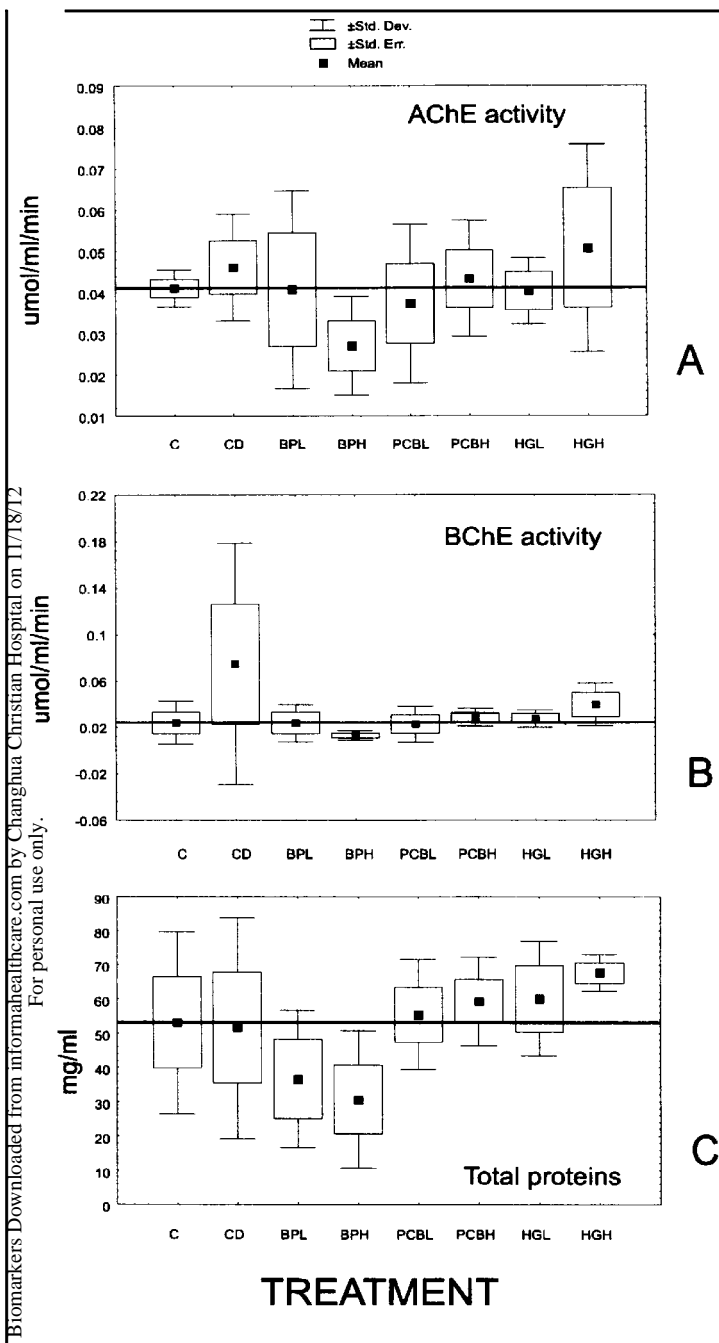 ±Std. Dev.
±Std. Err.
Mean
AChE activity
umol/ml/min
0.09
0.08
0.07
0.06
0.05
0.04
0.03
0.02
0.01
C CD BPL BPH PCBL PCBH HGL HGH
A
BChE activity
umol/ml/min
0.22
0.18
0.14
0.1
0.06
0.02
-0.02
-0.06
C CD BPL BPH PCBL PCBH HGL HGH
B
mg/ml
90
80
70
60
50
40
30
20
10
0
Total proteins
C CD BPL BPH PCBL PCBH HGL HGH
C
TREATMENT
Biomarkers Downloaded from informahealthcare.com by Changhua Christian Hospital on 11/18/12
For personal use only.